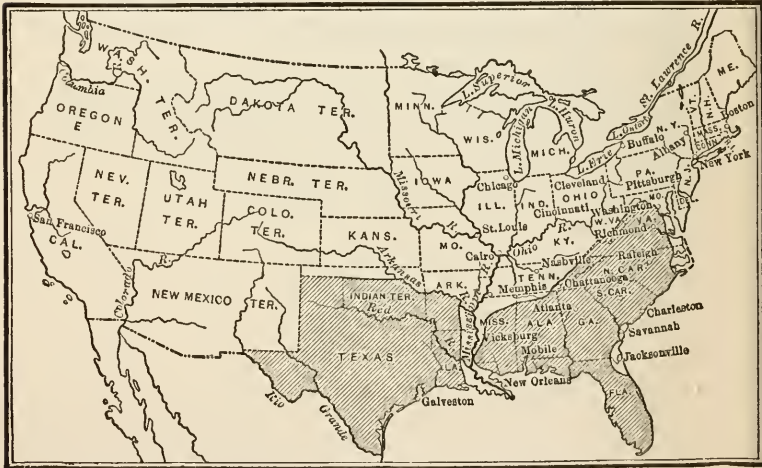 WASH.
TER.
Columbia
OREGON
E
DAKOTA TER.
MINN.
L. Superior
L. Huron
L. Michigan
WIS.
MICH.
St. Lawrence R.
ME.
VT.
N.H.
Boston
MASS.
CONN.
L. Ontario
N.Y.
Buffalo
Albany
New York
L. Erie
NEV.
TER.
UTAH
TER.
NEBR. TER.
COLO.
TER.
IOWA
Missouri
R.
Chicago
Cleveland
PA.
Pittsburgh
N.J.
ILL.
IND.
OHIO
Cincinnati
Washington
MD.
DEL.
W. VA.
VA.
Richmond
San Francisco
CAL.
KANS.
MO.
St. Louis
Cairo
Ohio
R.
KY.
Nashville
Raleigh
N. CAR.
Colorado
R.
NEW MEXICO TER.
Arkansas
ARK.
INDIAN TER.
Red
R.
TENN.
Memphis
Chattanooga
S. CAR.
Atlanta
MISS.
ALA.
GA.
Charleston
Savannah
Vicksburg
Mississippi
R.
TEXAS
LA.
Mobile
Jacksonville
New Orleans
FLA.
Galveston
Rio
Grande